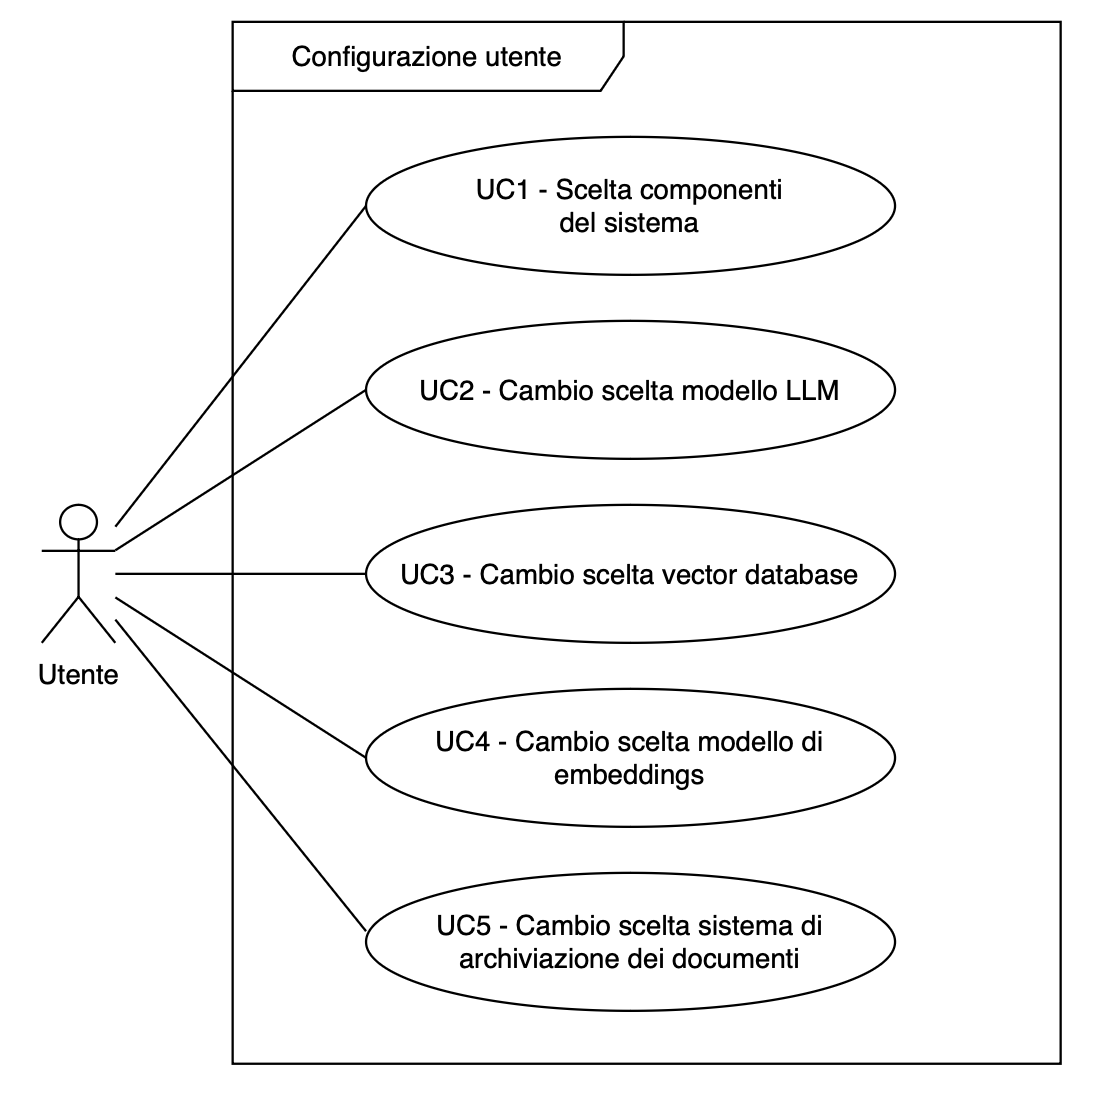 Configurazione utente
UC1 - Scelta componenti
del sistema
UC2 - Cambio scelta modello LLM
UC3 - Cambio scelta vector database
Utente
UC4 - Cambio scelta modello di
embeddings
UC5 - Cambio scelta sistema di
archiviazione dei documenti